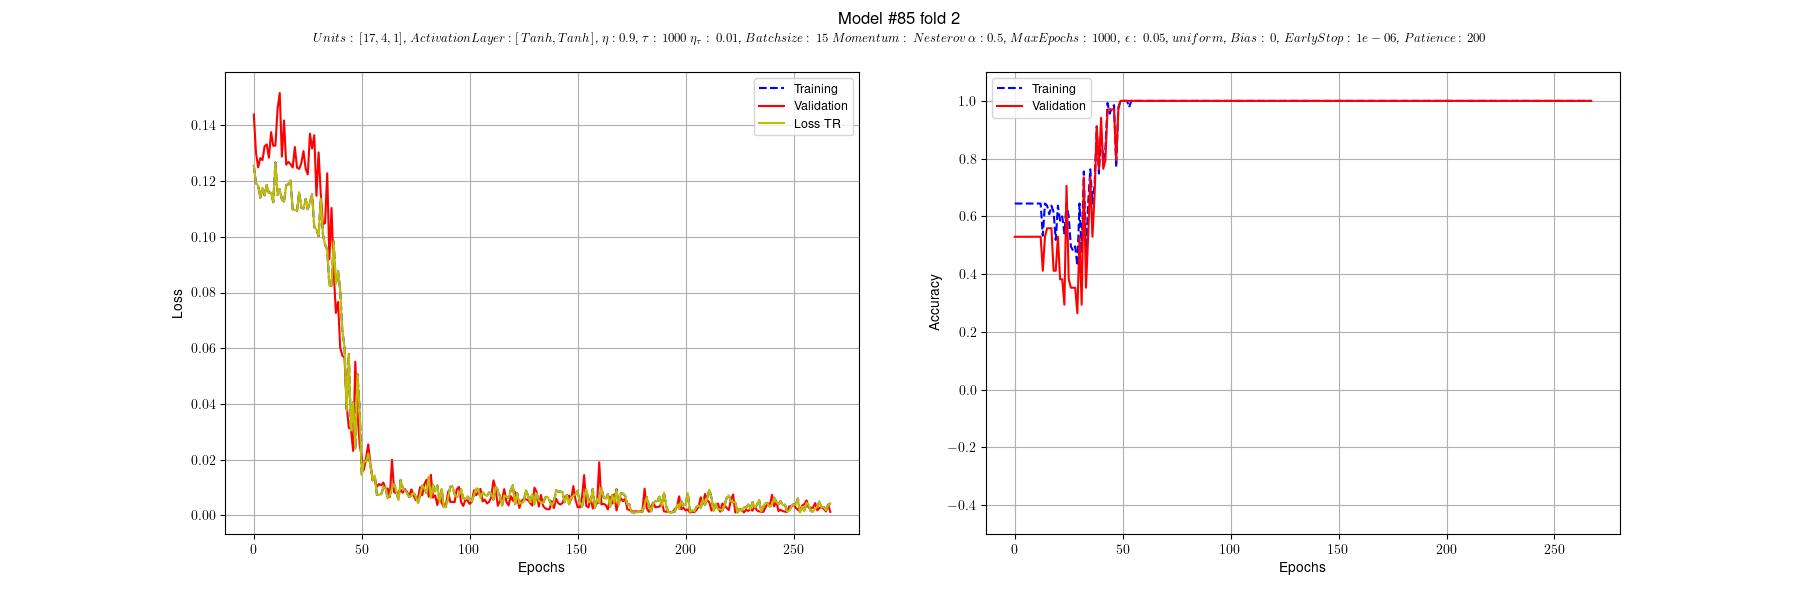 Model #85 fold 2
Units : [17, 4, 1], ActivationLayer : [Tanh, Tanh], η : 0.9, τ : 1000 η_τ : 0.01, Batchsize : 15 Momentum : Nesterov α : 0.5, MaxEpochs : 1000, ϵ : 0.05, uniform, Bias : 0, EarlyStop : 1e − 06, Patience : 200
Training
Validation
Loss TR
0.14
0.12
0.10
0.08
0.06
0.04
0.02
0.00
Loss
0 50 100 150 200 250
Epochs
Training
Validation
1.0
0.8
0.6
0.4
0.2
0.0
−0.2
−0.4
Accuracy
0 50 100 150 200 250
Epochs